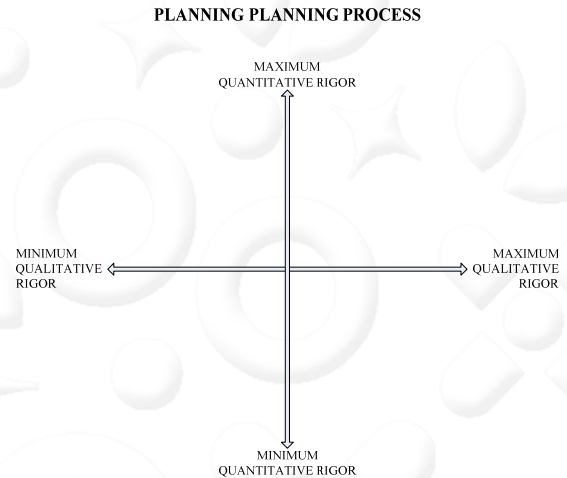 PLANNING PLANNING PROCESS
MAXIMUM
QUANTITATIVE RIGOR
MINIMUM
QUALITATIVE
RIGOR
MAXIMUM
QUALITATIVE
RIGOR
MINIMUM
QUANTITATIVE RIGOR